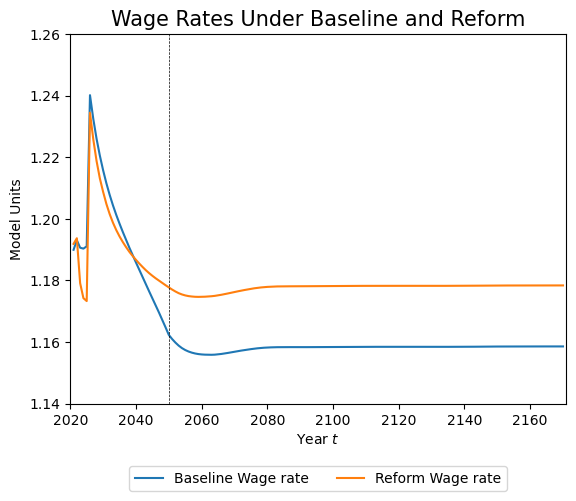 Wage Rates Under Baseline and Reform
1.26
1.24
1.22
1.20
1.18
1.16
1.14
Model Units
2020 2040 2060 2080 2100 2120 2140 2160
Year t
Baseline Wage rate Reform Wage rate